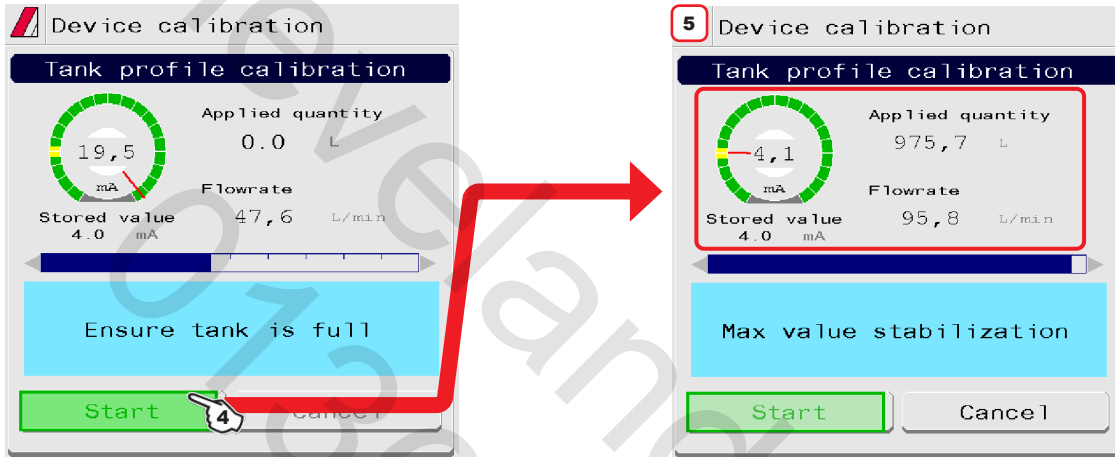 Device calibration
Tank profile calibration
Applied quantity
0.0 L
19,5
mA
Flowrate
47,6 L/min
Stored value
4.0 mA
Ensure tank is full
Start
Cancel
4
5
Device calibration
Tank profile calibration
Applied quantity
975,7 L
4,1
mA
Flowrate
95,8 L/min
Stored value
4.0 mA
Max value stabilization
Start
Cancel